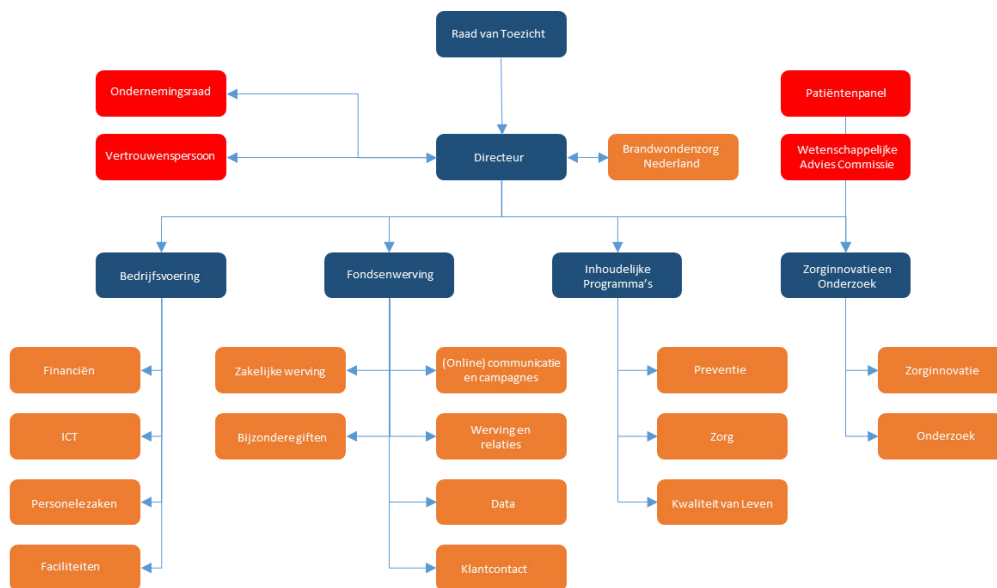 Raad van Toezicht
Ondernemingsraad
Patiëntenpanel
Vertrouwenspersoon
Directeur
Brandwondenzorg
Nederland
Wetenschappelijke
Advies Commissie
Bedrijfsvoering
Fondsenwerving
Inhoudelijke
Programma's
Zorginnovatie en
Onderzoek
Financiën
Zakelijke werving
(Online) communicatie
en campagnes
Preventie
Zorginnovatie
ICT
Bijzondere giften
Werving en
relaties
Zorg
Onderzoek
Personele zaken
Data
Kwaliteit van Leven
Faciliteiten
Klantcontact